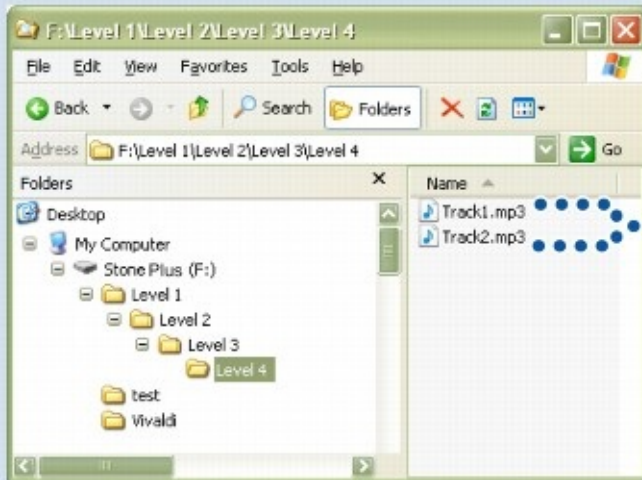 F:\Level 1\Level 2\Level 3\Level 4
File Edit View Favorites Tools Help
Back Search Folders
Address F:\Level 1\Level 2\Level 3\Level 4 Go
Folders
Name
Desktop
My Computer
Stone Plus (F:)
Level 1
Level 2
Level 3
Level 4
test
Vivaldi
Track1.mp3
Track2.mp3